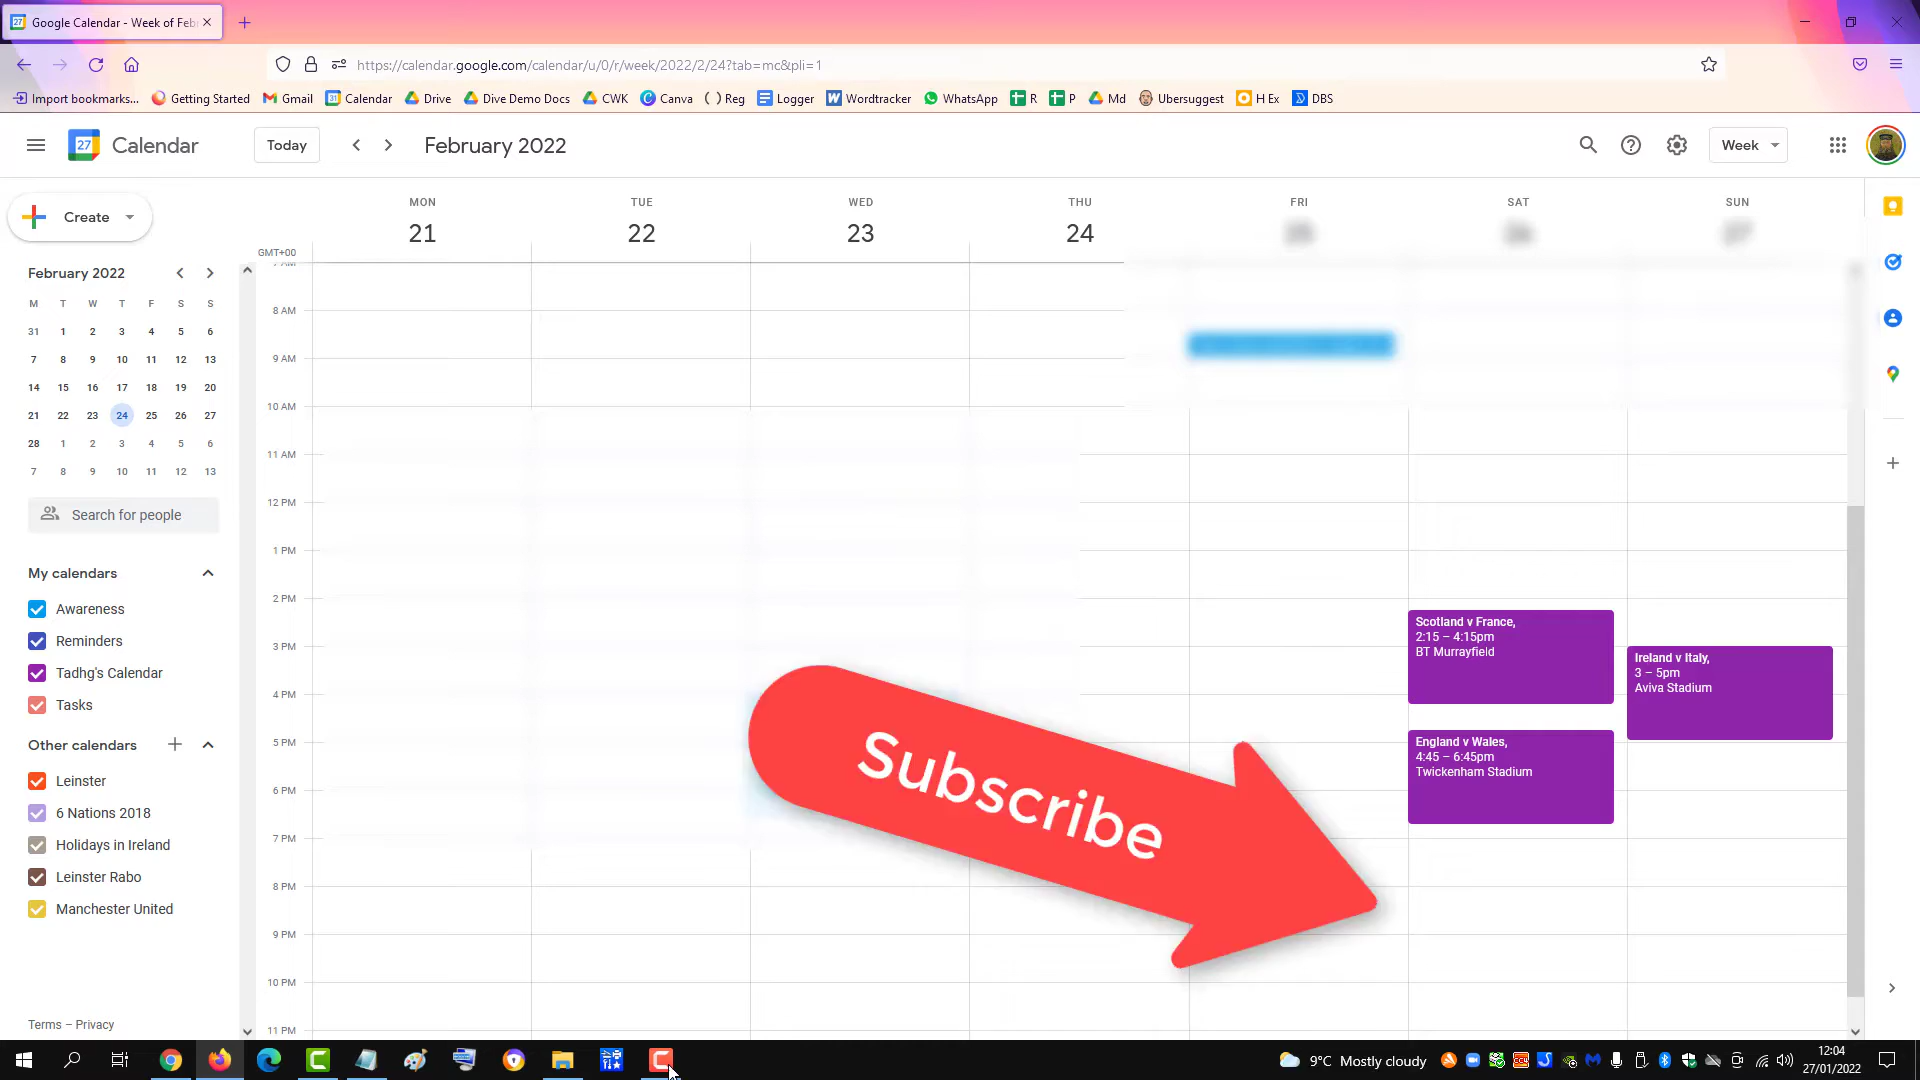 Google Calendar - Week of Feb
https://calendar.google.com/calendar/u/0/r/week/2022/2/24?tab=mc&pli=1
Import bookmarks... Getting Started Gmail Calendar Drive Dive Demo Docs CWK Canva Reg Logger Wordtracker WhatsApp R P Md Ubersuggest H Ex DBS
27 Calendar Today February 2022 Week
Create
MON TUE WED THU FRI SAT SUN
21 22 23 24
GMT+00
February 2022
M T W T F S S
31 1 2 3 4 5 6
7 8 9 10 11 12 13
14 15 16 17 18 19 20
21 22 23 24 25 26 27
28 1 2 3 4 5 6
7 8 9 10 11 12 13
Search for people
My calendars
Awareness
Reminders
Tadhg's Calendar
Tasks
Other calendars
Leinster
6 Nations 2018
Holidays in Ireland
Leinster Rabo
Manchester United
Terms – Privacy
8 AM
9 AM
10 AM
11 AM
12 PM
1 PM
2 PM
3 PM
4 PM
5 PM
6 PM
7 PM
8 PM
9 PM
10 PM
11 PM
Scotland v France,
2:15 – 4:15pm
BT Murrayfield
Ireland v Italy,
3 – 5pm
Aviva Stadium
England v Wales,
4:45 – 6:45pm
Twickenham Stadium
Subscribe
9°C Mostly cloudy
12:04
27/01/2022